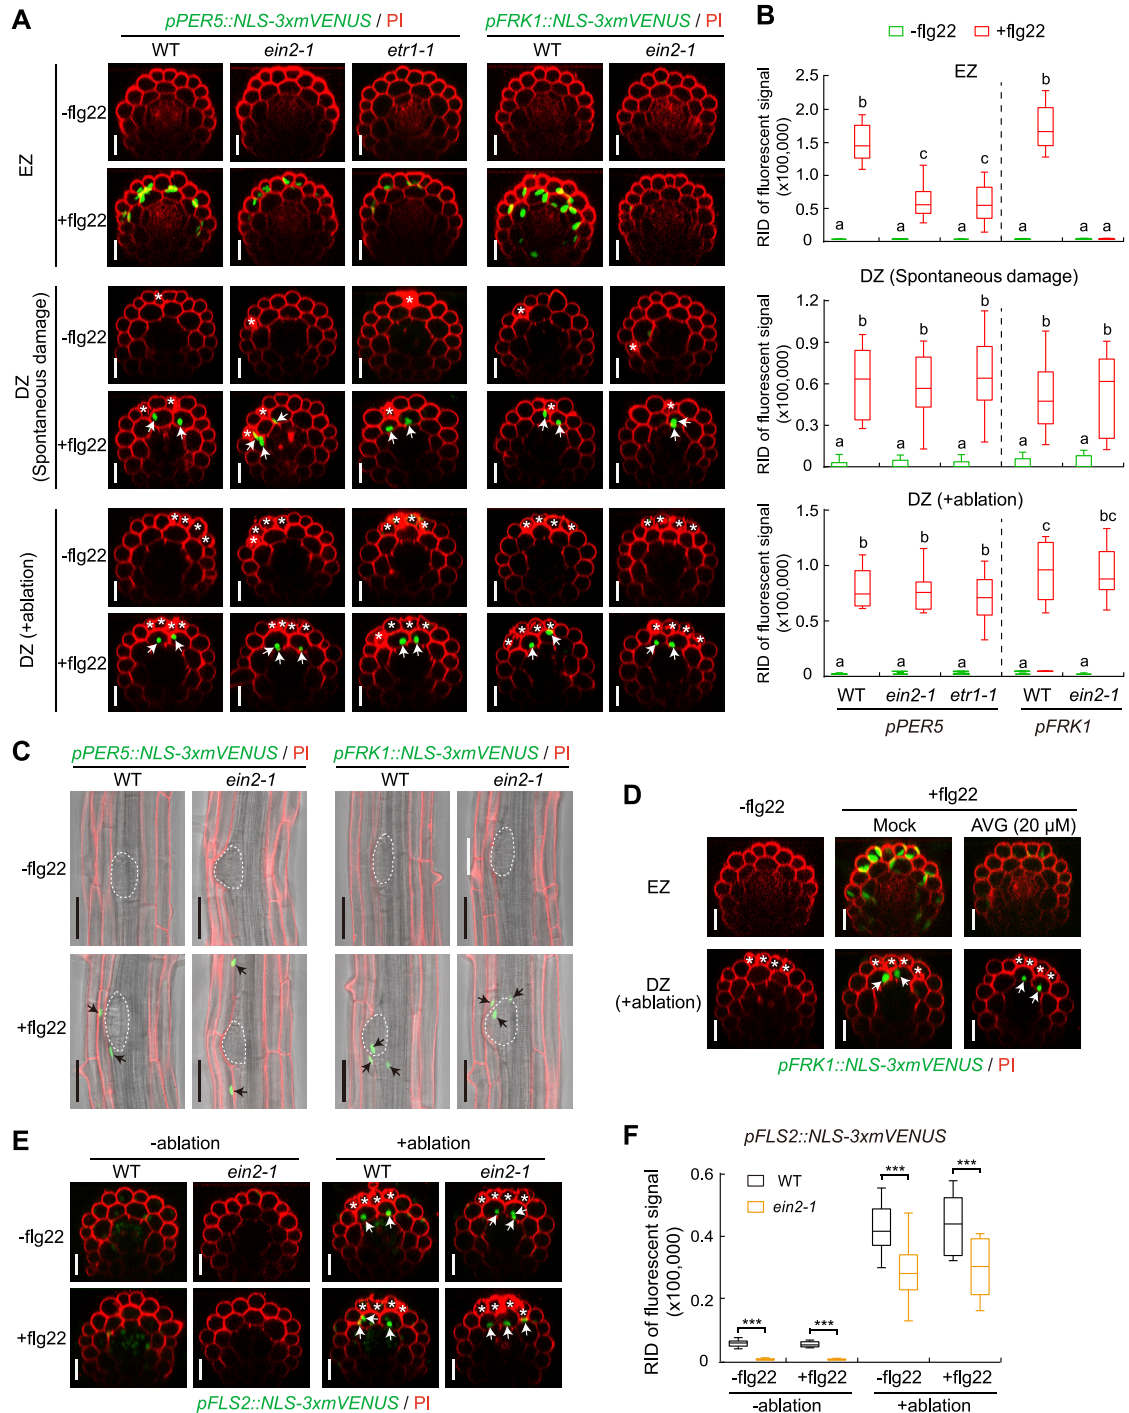 A
pPER5::NLS-3xmVENUS / PI
pFRK1::NLS-3xmVENUS / PI
WT
ein2-1
etr1-1
WT
ein2-1
EZ
-flg22
+flg22
DZ
(Spontaneous damage)
-flg22
* * * * *
+flg22
* * * * * * *
DZ (+ablation)
-flg22
**** **** **** **** ****
+flg22
**** **** **** **** ****
B
-flg22
+flg22
EZ
RID of fluorescent signal
(x100,000)
2.5
2.0
1.5
1.0
0.5
0
a b a c a c a b a a
DZ (Spontaneous damage)
RID of fluorescent signal
(x100,000)
1.2
0.9
0.6
0.3
0
a b a b a b a b a b
DZ (+ablation)
RID of fluorescent signal
(x100,000)
1.5
1.0
0.5
0
a b a b a b a c a bc
WT
ein2-1
etr1-1
WT
ein2-1
pPER5
pFRK1
C
pPER5::NLS-3xmVENUS / PI
pFRK1::NLS-3xmVENUS / PI
WT
ein2-1
WT
ein2-1
-flg22
+flg22
D
-flg22
+flg22
Mock
AVG (20 µM)
EZ
DZ
(+ablation)
**** **** ****
pFRK1::NLS-3xmVENUS / PI
E
-ablation
+ablation
WT
ein2-1
WT
ein2-1
-flg22
**** ****
+flg22
**** ****
pFLS2::NLS-3xmVENUS / PI
F
pFLS2::NLS-3xmVENUS
RID of fluorescent signal
(x100,000)
0.6
0.4
0.2
0
WT
ein2-1
*** *** *** ***
-flg22
+flg22
-flg22
+flg22
-ablation
+ablation